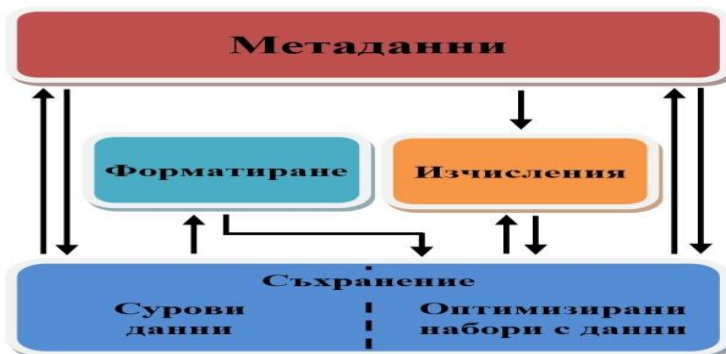 Метаданни
Форматиране
Изчисления
Съхранение
Сурови
данни
Оптимизирани
набори с данни